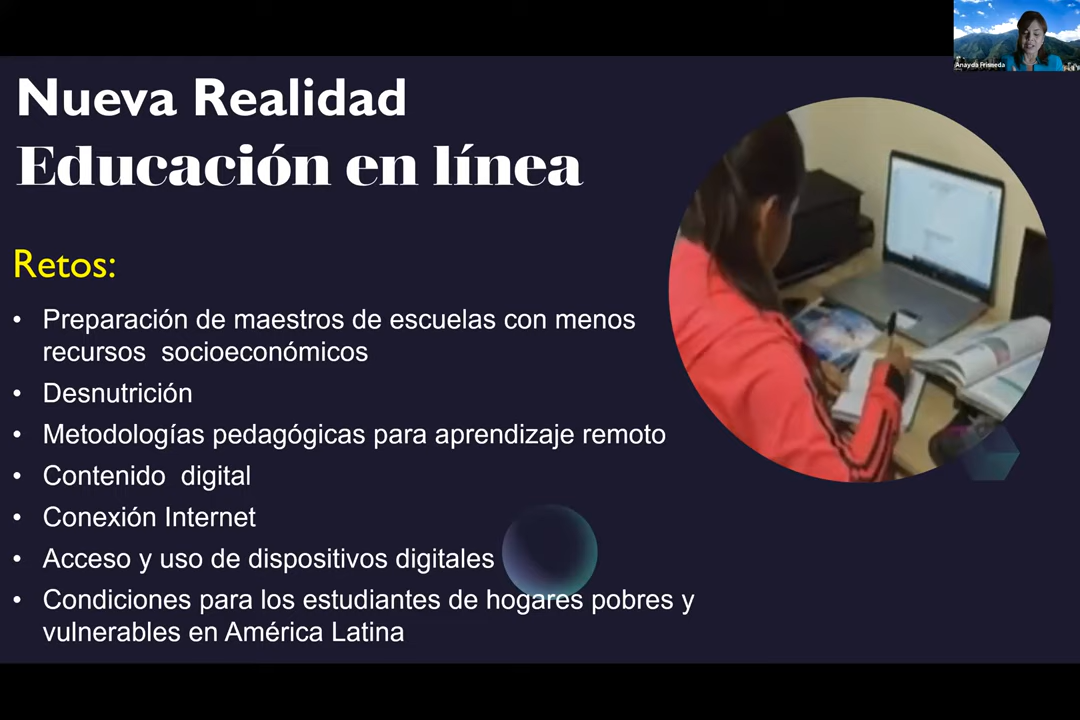 Nueva Realidad
Educación en línea
Retos:
• Preparación de maestros de escuelas con menos
recursos socioeconómicos
• Desnutrición
• Metodologías pedagógicas para aprendizaje remoto
• Contenido digital
• Conexión Internet
• Acceso y uso de dispositivos digitales
• Condiciones para los estudiantes de hogares pobres y
vulnerables en América Latina
Anayda